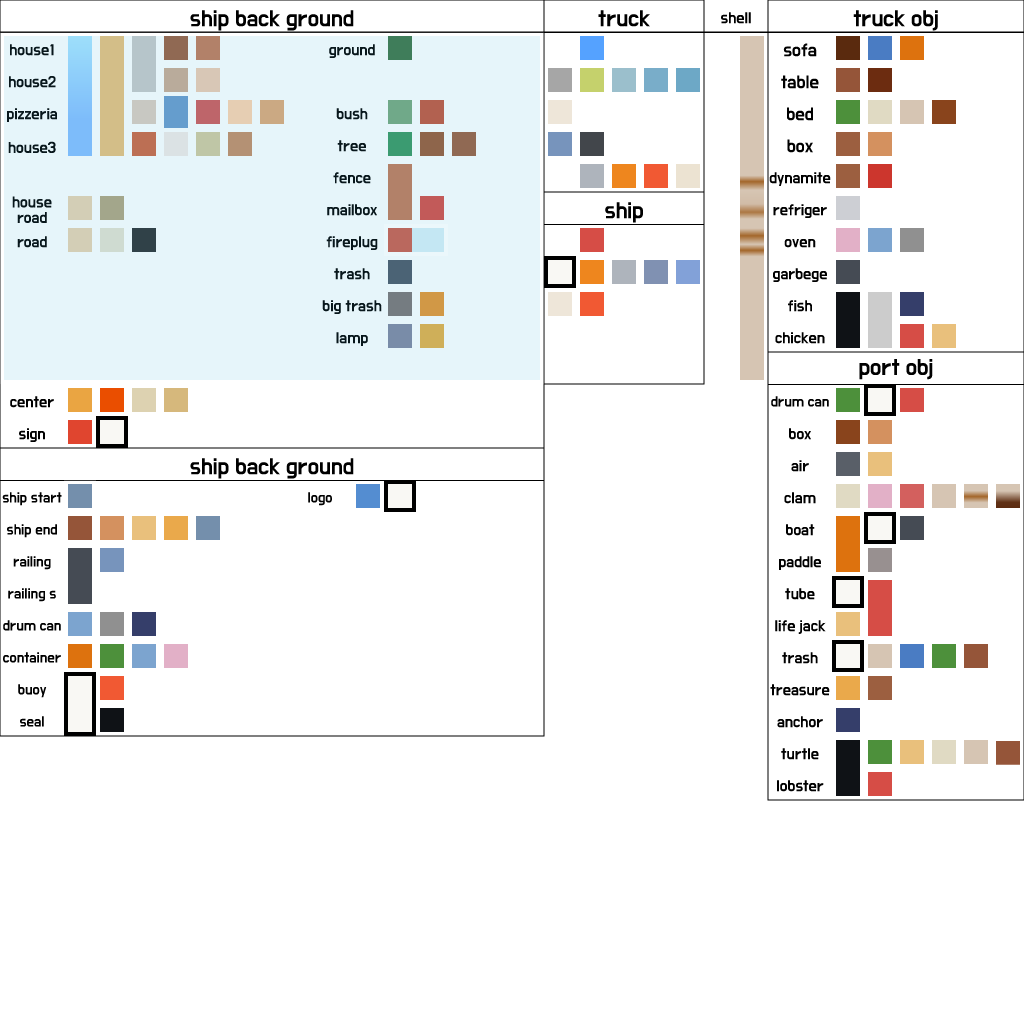 ship back ground
truck
shell
truck obj
house1
house2
pizzeria
house3
house
road
road
ground
bush
tree
fence
mailbox
fireplug
trash
big trash
lamp
center
sign
ship
sofa
table
bed
box
dynamite
refriger
oven
garbege
fish
chicken
ship back ground
ship start
ship end
railing
railing s
drum can
container
buoy
seal
logo
port obj
drum can
box
air
clam
boat
paddle
tube
life jack
trash
treasure
anchor
turtle
lobster